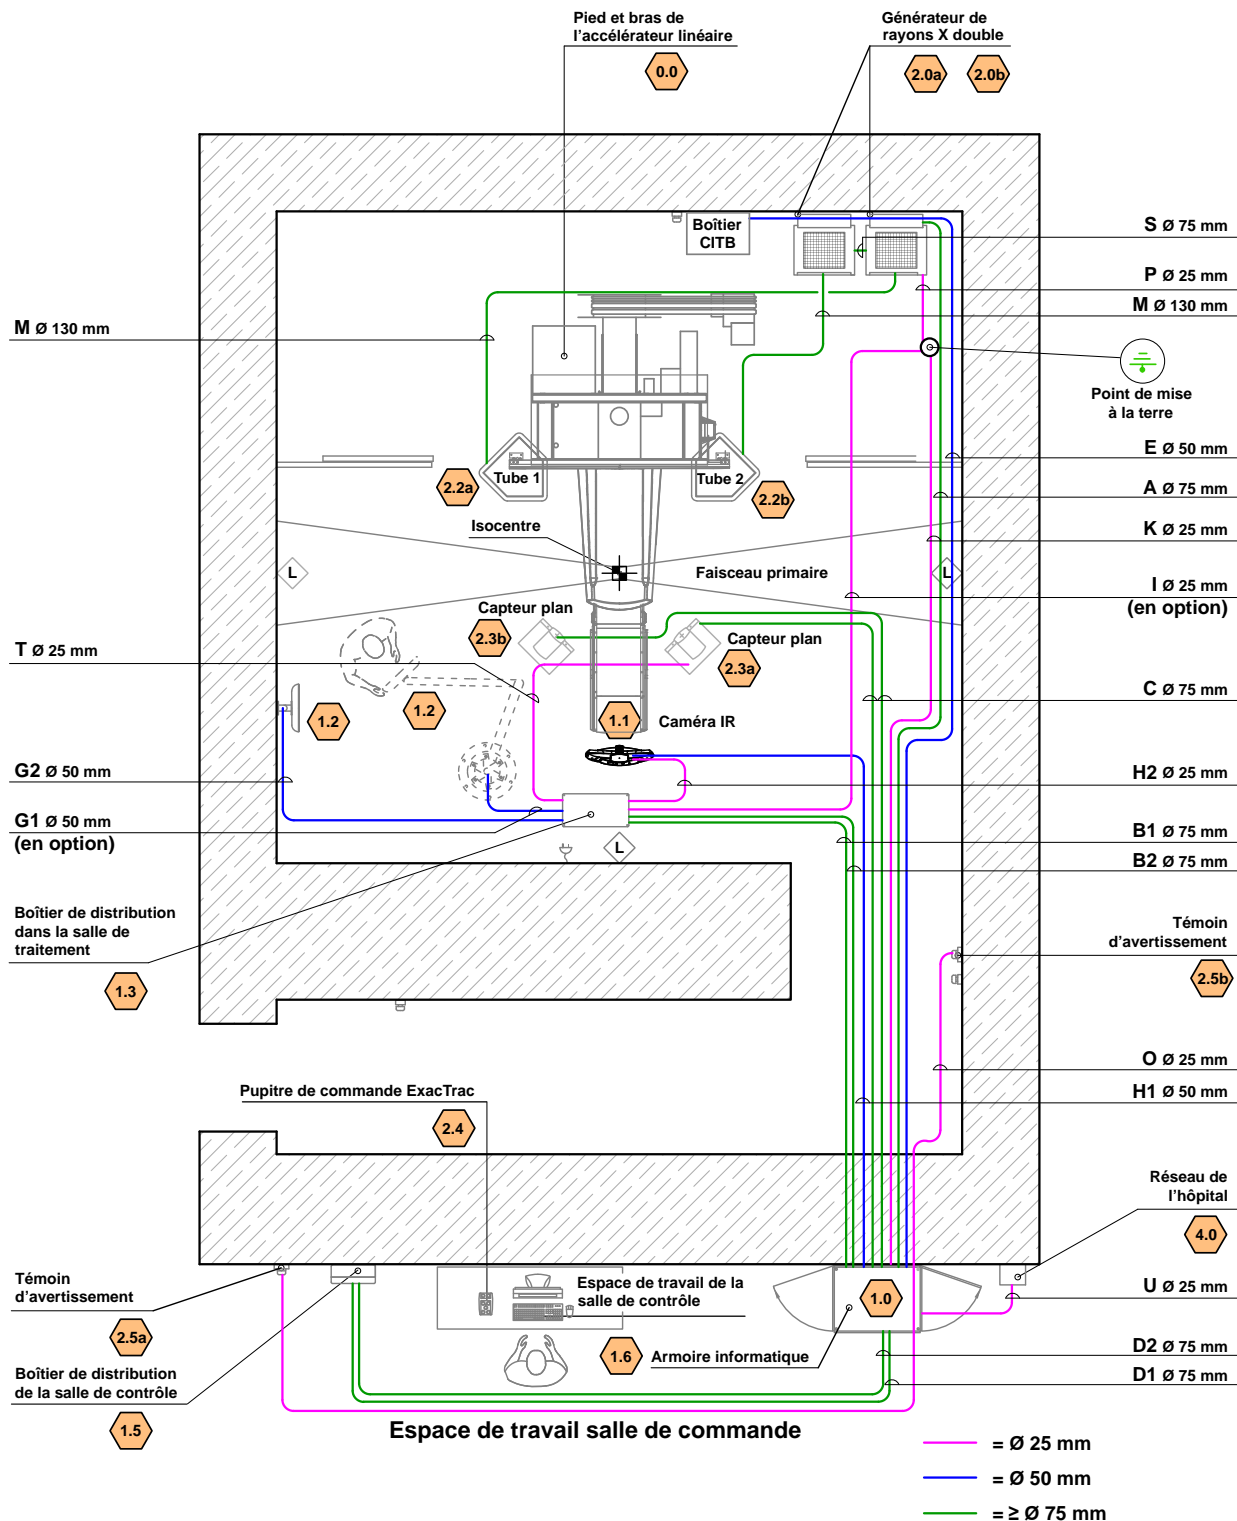 Pied et bras de
l'accélérateur linéaire
0.0
Générateur de
rayons X double
2.0a
2.0b
Boîtier
CITB
S Ø 75 mm
P Ø 25 mm
M Ø 130 mm
M Ø 130 mm
Point de mise
à la terre
E Ø 50 mm
A Ø 75 mm
K Ø 25 mm
I Ø 25 mm
(en option)
Tube 1
Tube 2
2.2a
2.2b
Isocentre
L
L
Faisceau primaire
Capteur plan
2.3b
Capteur plan
2.3a
T Ø 25 mm
C Ø 75 mm
1.2
1.2
1.1
Caméra IR
G2 Ø 50 mm
H2 Ø 25 mm
G1 Ø 50 mm
(en option)
B1 Ø 75 mm
L
B2 Ø 75 mm
Boîtier de distribution
dans la salle de
traitement
1.3
Témoin
d'avertissement
2.5b
O Ø 25 mm
Pupitre de commande ExacTrac
2.4
H1 Ø 50 mm
Réseau de
l'hôpital
4.0
Témoin
d'avertissement
2.5a
Espace de travail de la
salle de contrôle
1.0
U Ø 25 mm
1.6
Armoire informatique
D2 Ø 75 mm
Boîtier de distribution
de la salle de contrôle
1.5
D1 Ø 75 mm
Espace de travail salle de commande
= Ø 25 mm
= Ø 50 mm
= ≥ Ø 75 mm